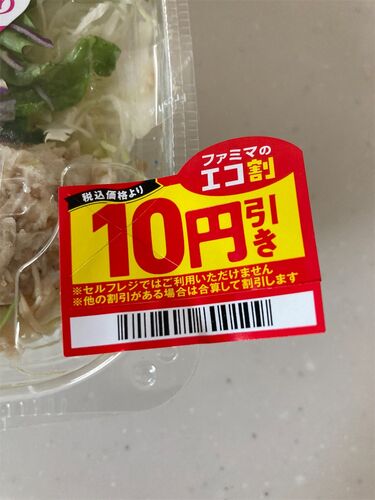 ファミマの
エコ割
税込価格より
10円引き
※セルフレジではご利用いただけません
※他の割引がある場合は合算して割引します